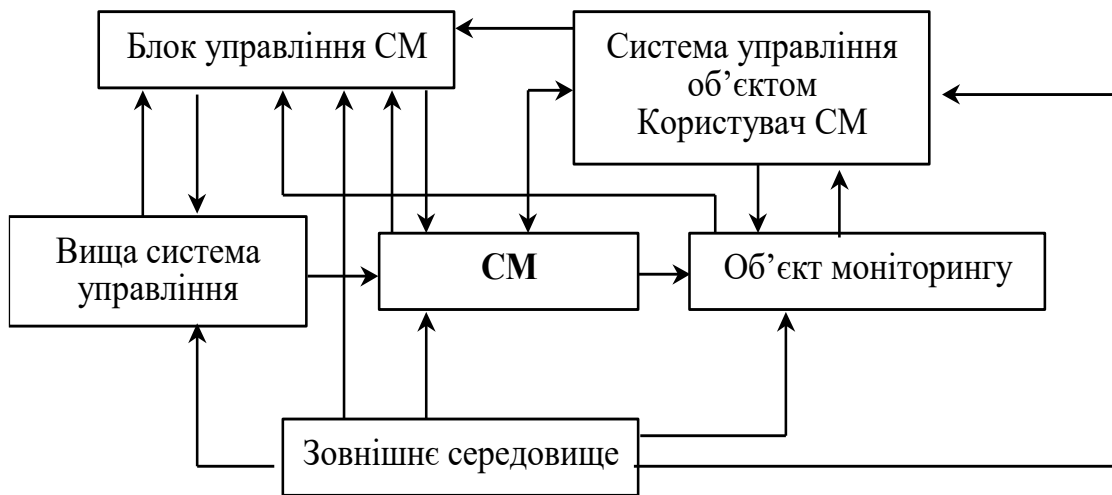 Блок управління СМ
Система управління
об’єктом
Користувач СМ
Вища система
управління
СМ
Об’єкт моніторингу
Зовнішнє середовище